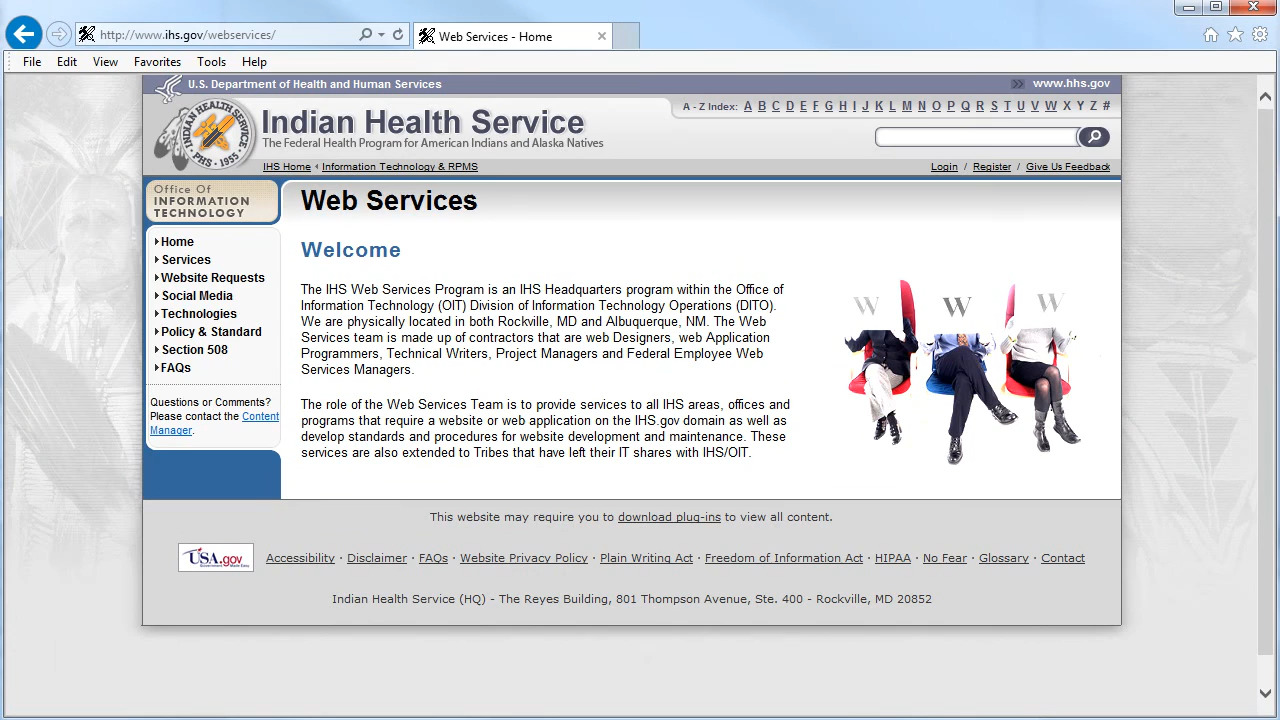 http://www.ihs.gov/webservices/
Web Services - Home
File Edit View Favorites Tools Help
U.S. Department of Health and Human Services
www.hhs.gov
INDIAN HEALTH SERVICE
PHS · 1955
Indian Health Service
The Federal Health Program for American Indians and Alaska Natives
A - Z Index: A B C D E F G H I J K L M N O P Q R S T U V W X Y Z #
IHS Home Information Technology & RPMS
Login / Register / Give Us Feedback
Office Of
INFORMATION
TECHNOLOGY
Home
Services
Website Requests
Social Media
Technologies
Policy & Standard
Section 508
FAQs
Questions or Comments?
Please contact the Content
Manager.
Web Services
Welcome
The IHS Web Services Program is an IHS Headquarters program within the Office of
Information Technology (OIT) Division of Information Technology Operations (DITO).
We are physically located in both Rockville, MD and Albuquerque, NM. The Web
Services team is made up of contractors that are web Designers, web Application
Programmers, Technical Writers, Project Managers and Federal Employee Web
Services Managers.
The role of the Web Services Team is to provide services to all IHS areas, offices and
programs that require a website or web application on the IHS.gov domain as well as
develop standards and procedures for website development and maintenance. These
services are also extended to Tribes that have left their IT shares with IHS/OIT.
W W W
This website may require you to download plug-ins to view all content.
USA.gov
Accessibility · Disclaimer · FAQs · Website Privacy Policy · Plain Writing Act · Freedom of Information Act · HIPAA · No Fear · Glossary · Contact
Indian Health Service (HQ) - The Reyes Building, 801 Thompson Avenue, Ste. 400 - Rockville, MD 20852